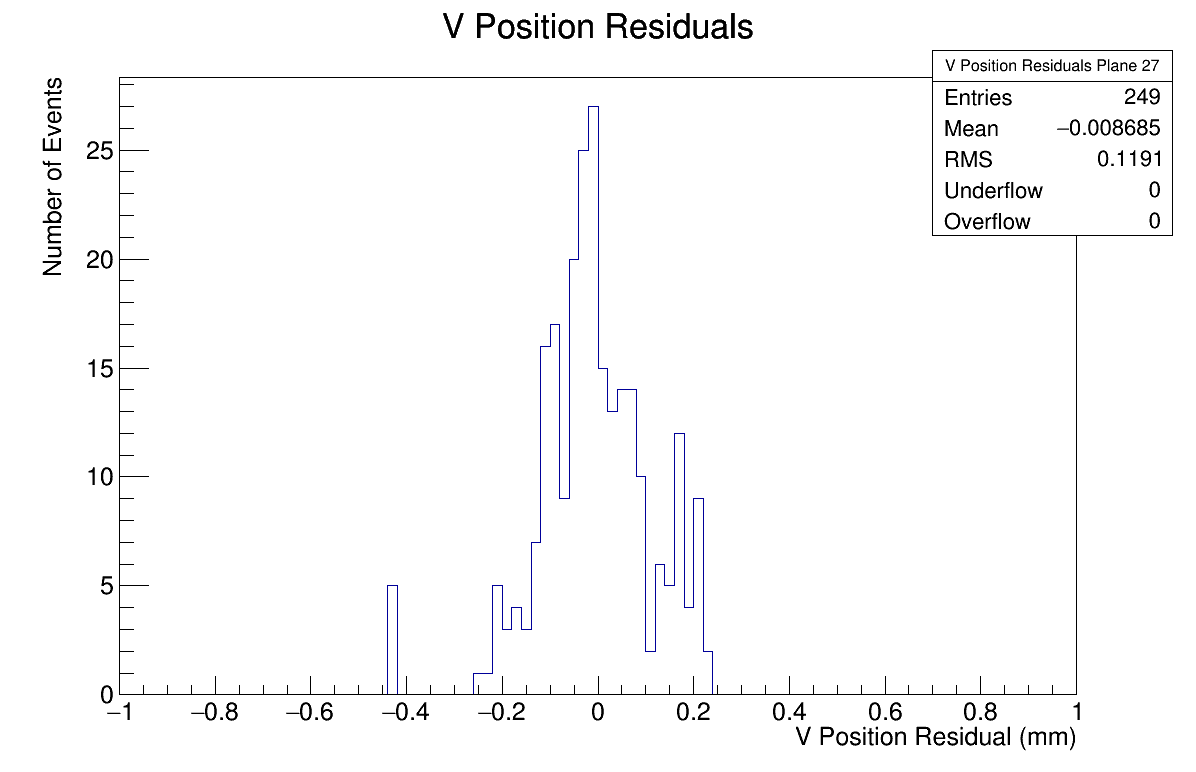 V Position Residuals
V Position Residuals Plane 27
Entries 249
Mean −0.008685
RMS 0.1191
Underflow 0
Overflow 0
Number of Events
25
20
15
10
5
0
−1 −0.8 −0.6 −0.4 −0.2 0 0.2 0.4 0.6 0.8 1
V Position Residual (mm)